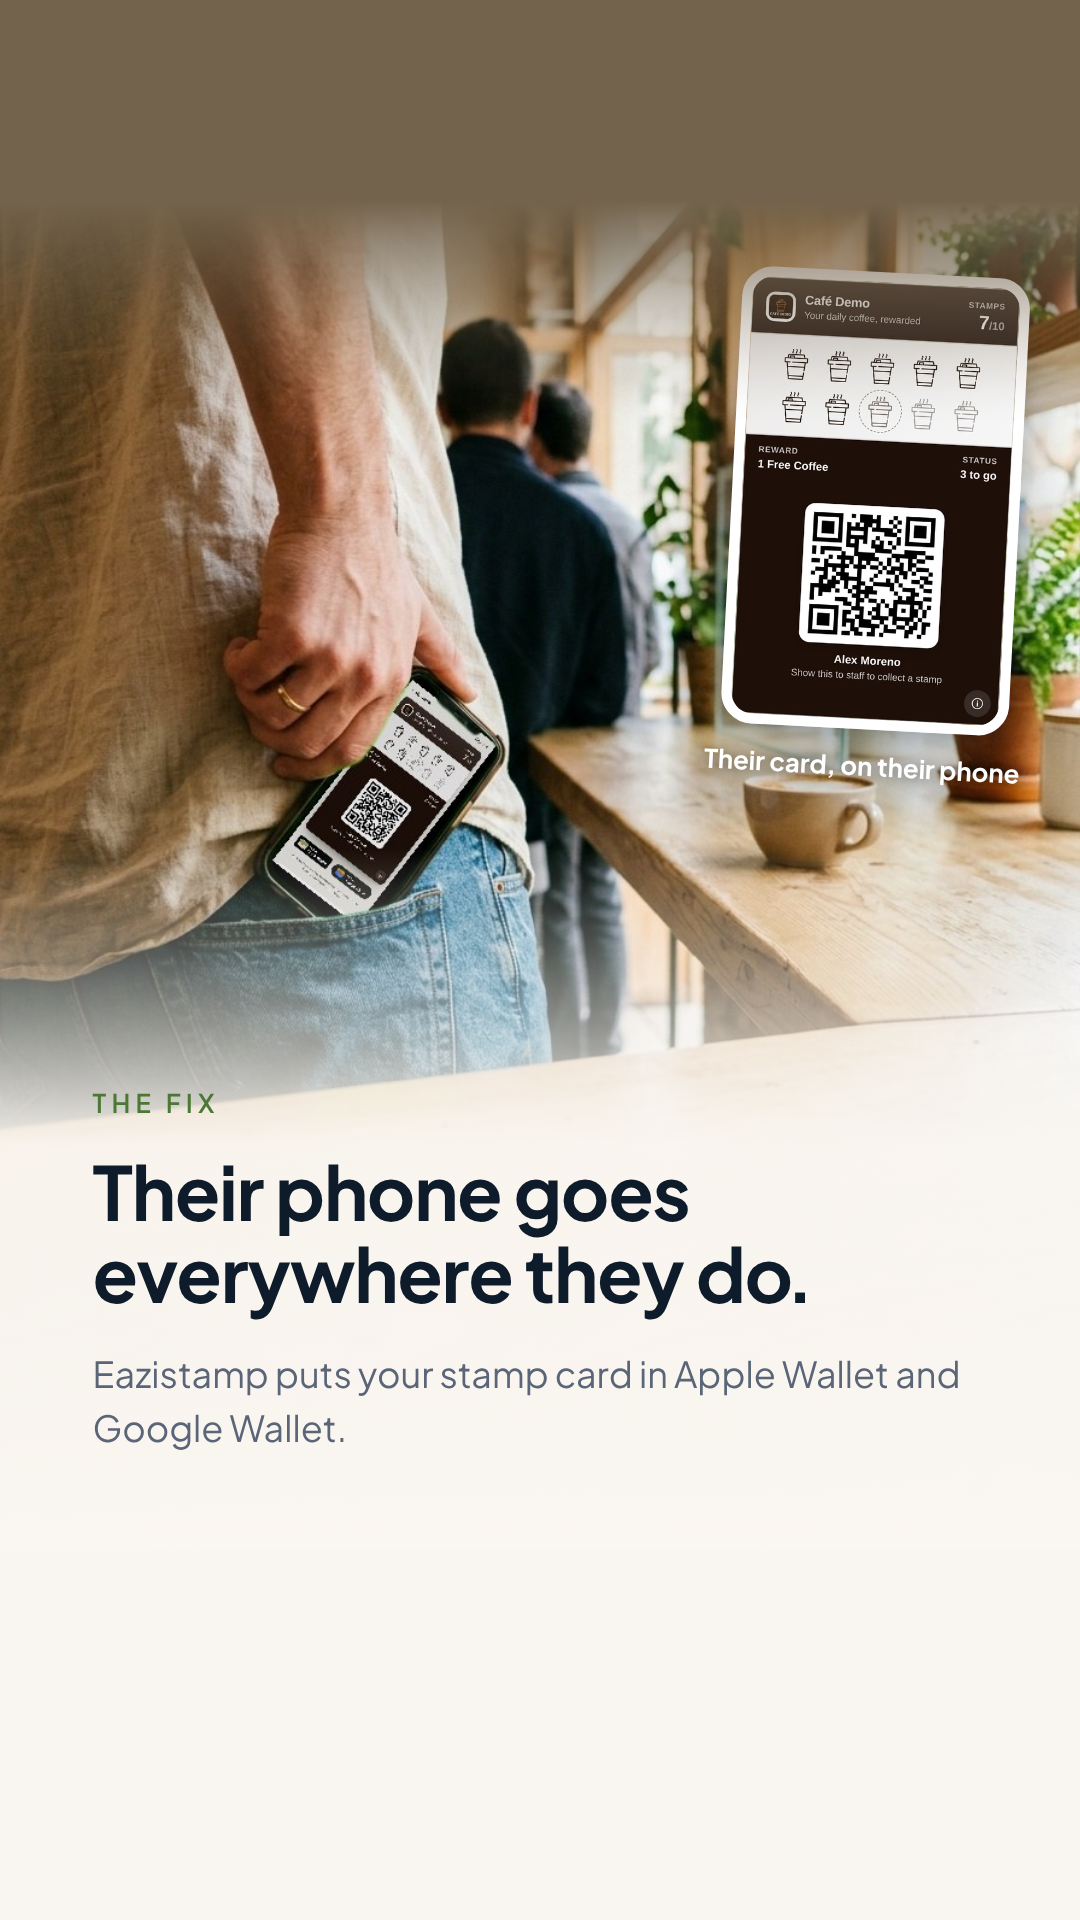 Café Demo
Your daily coffee, rewarded
STAMPS
7/10
REWARD
1 Free Coffee
STATUS
3 to go
Alex Moreno
Show this to staff to collect a stamp
Their card, on their phone
THE FIX
Their phone goes
everywhere they do.
Eazistamp puts your stamp card in Apple Wallet and
Google Wallet.